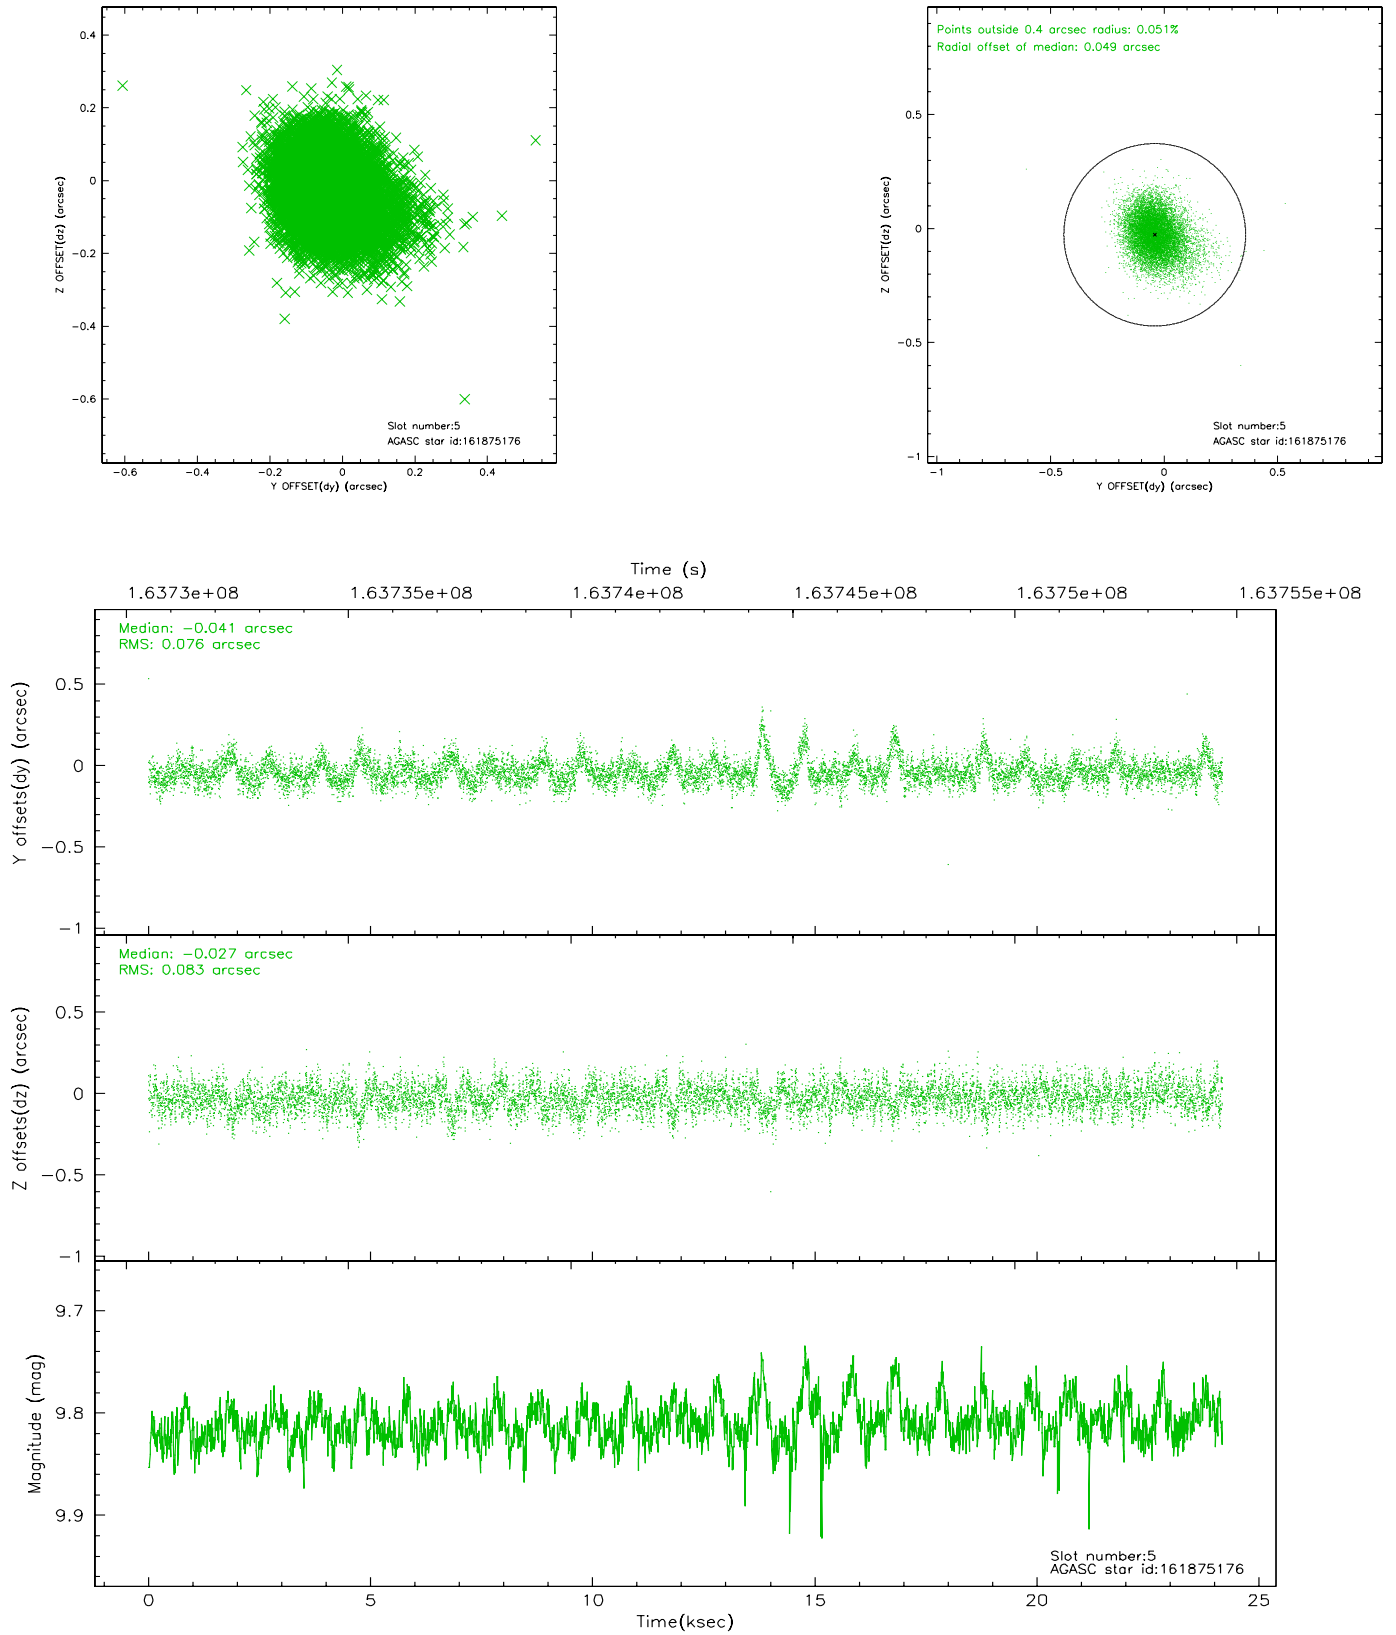 0.4
0.2
0
−0.2
−0.4
−0.6
Z OFFSET(dz) (arcsec)
Slot number:5
AGASC star id:161875176
−0.6 −0.4 −0.2 0 0.2 0.4
Y OFFSET(dy) (arcsec)
Points outside 0.4 arcsec radius: 0.051%
Radial offset of median: 0.049 arcsec
0.5
0
−0.5
−1
Z OFFSET(dz) (arcsec)
Slot number:5
AGASC star id:161875176
−1 −0.5 0 0.5
Y OFFSET(dy) (arcsec)
Time (s)
1.6373e+08 1.63735e+08 1.6374e+08 1.63745e+08 1.6375e+08 1.63755e+08
Median: −0.041 arcsec
RMS: 0.076 arcsec
0.5
0
−0.5
−1
Y offsets(dy) (arcsec)
Median: −0.027 arcsec
RMS: 0.083 arcsec
0.5
0
−0.5
−1
Z offsets(dz) (arcsec)
9.7
9.8
9.9
Magnitude (mag)
Slot number:5
AGASC star id:161875176
0 5 10 15 20 25
Time(ksec)